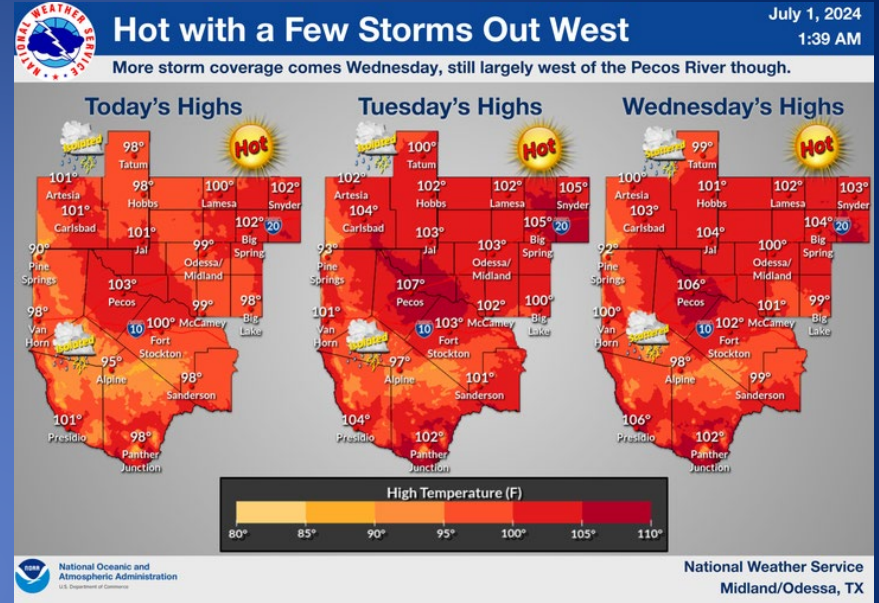 NATIONAL WEATHER SERVICE
Hot with a Few Storms Out West
July 1, 2024
1:39 AM
More storm coverage comes Wednesday, still largely west of the Pecos River though.
Today's Highs
Isolated
Hot
98°
Tatum
101°
Artesia
98°
Hobbs
100°
Lamesa
102°
Snyder
101°
Carlsbad
101°
Jal
102°
Big
Spring
20
90°
Pine
Springs
99°
Odessa/
Midland
103°
Pecos
99°
McCamey
98°
Big
Lake
98°
Van
Horn
10
100°
Fort
Stockton
Isolated
95°
Alpine
98°
Sanderson
101°
Presidio
98°
Panther
Junction
Tuesday's Highs
Isolated
Hot
100°
Tatum
102°
Artesia
102°
Hobbs
102°
Lamesa
105°
Snyder
104°
Carlsbad
103°
Jal
105°
Big
Spring
20
93°
Pine
Springs
103°
Odessa/
Midland
107°
Pecos
102°
McCamey
100°
Big
Lake
101°
Van
Horn
10
103°
Fort
Stockton
Isolated
97°
Alpine
101°
Sanderson
104°
Presidio
102°
Panther
Junction
Wednesday's Highs
Scattered
Hot
99°
Tatum
100°
Artesia
101°
Hobbs
102°
Lamesa
103°
Snyder
103°
Carlsbad
104°
Jal
104°
Big
Spring
20
92°
Pine
Springs
100°
Odessa/
Midland
106°
Pecos
101°
McCamey
99°
Big
Lake
100°
Van
Horn
10
102°
Fort
Stockton
Scattered
98°
Alpine
99°
Sanderson
106°
Presidio
102°
Panther
Junction
High Temperature (F)
80° 85° 90° 95° 100° 105° 110°
NOAA
National Oceanic and
Atmospheric Administration
U.S. Department of Commerce
National Weather Service
Midland/Odessa, TX